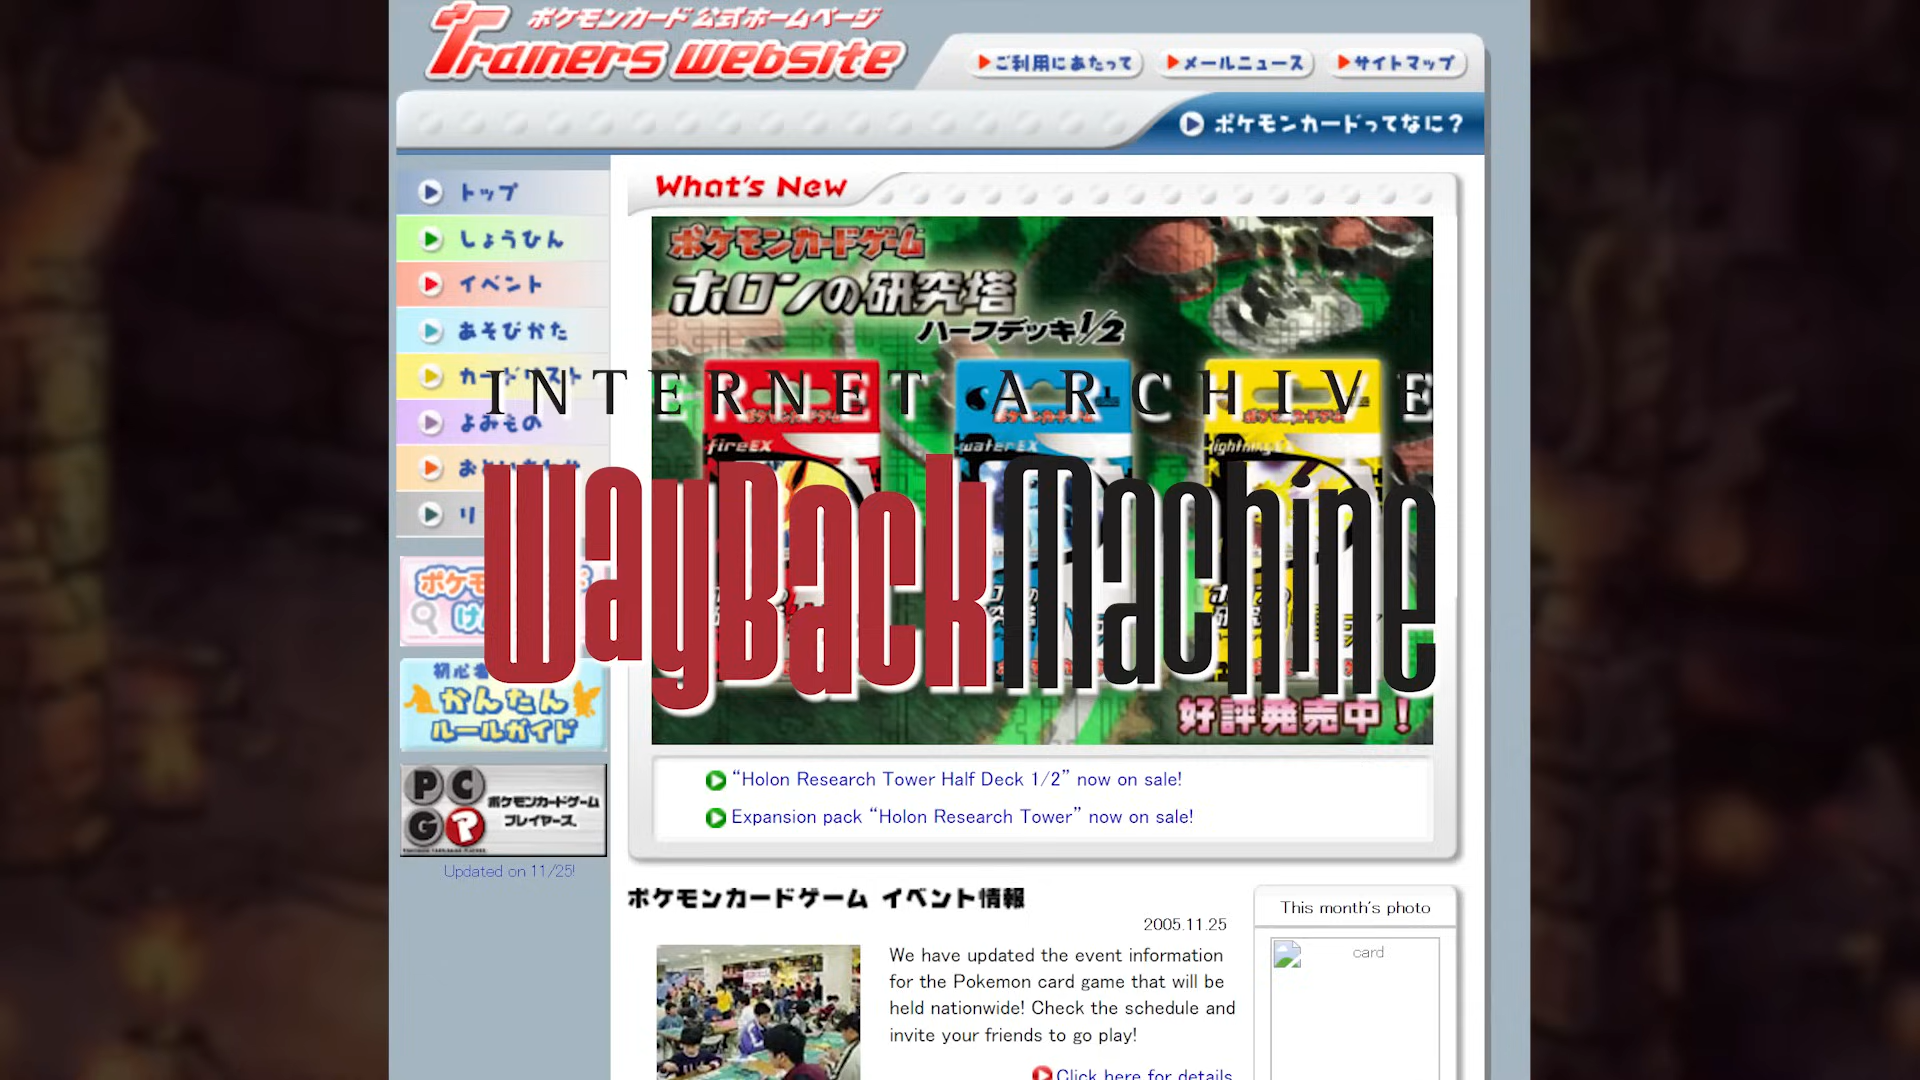 ポケモンカード公式ホームページ
Trainers Website
ご利用にあたって
メールニュース
サイトマップ
ポケモンカードってなに?
トップ
しょうひん
イベント
あそびかた
カードリスト
よみもの
リ
What's New
ポケモンカードゲーム
ホロンの研究塔
ハーフデッキ1/2
INTERNET ARCHIVE
fireEX
waterEX
WayBackMachine
好評発売中!
かんたん
ルールガイド
PCGP
ポケモンカードゲーム
プレイヤーズ
Updated on 11/25!
“Holon Research Tower Half Deck 1/2” now on sale!
Expansion pack “Holon Research Tower” now on sale!
ポケモンカードゲーム イベント情報
2005.11.25
We have updated the event information
for the Pokemon card game that will be
held nationwide! Check the schedule and
invite your friends to go play!
Click here for details
This month's photo
card